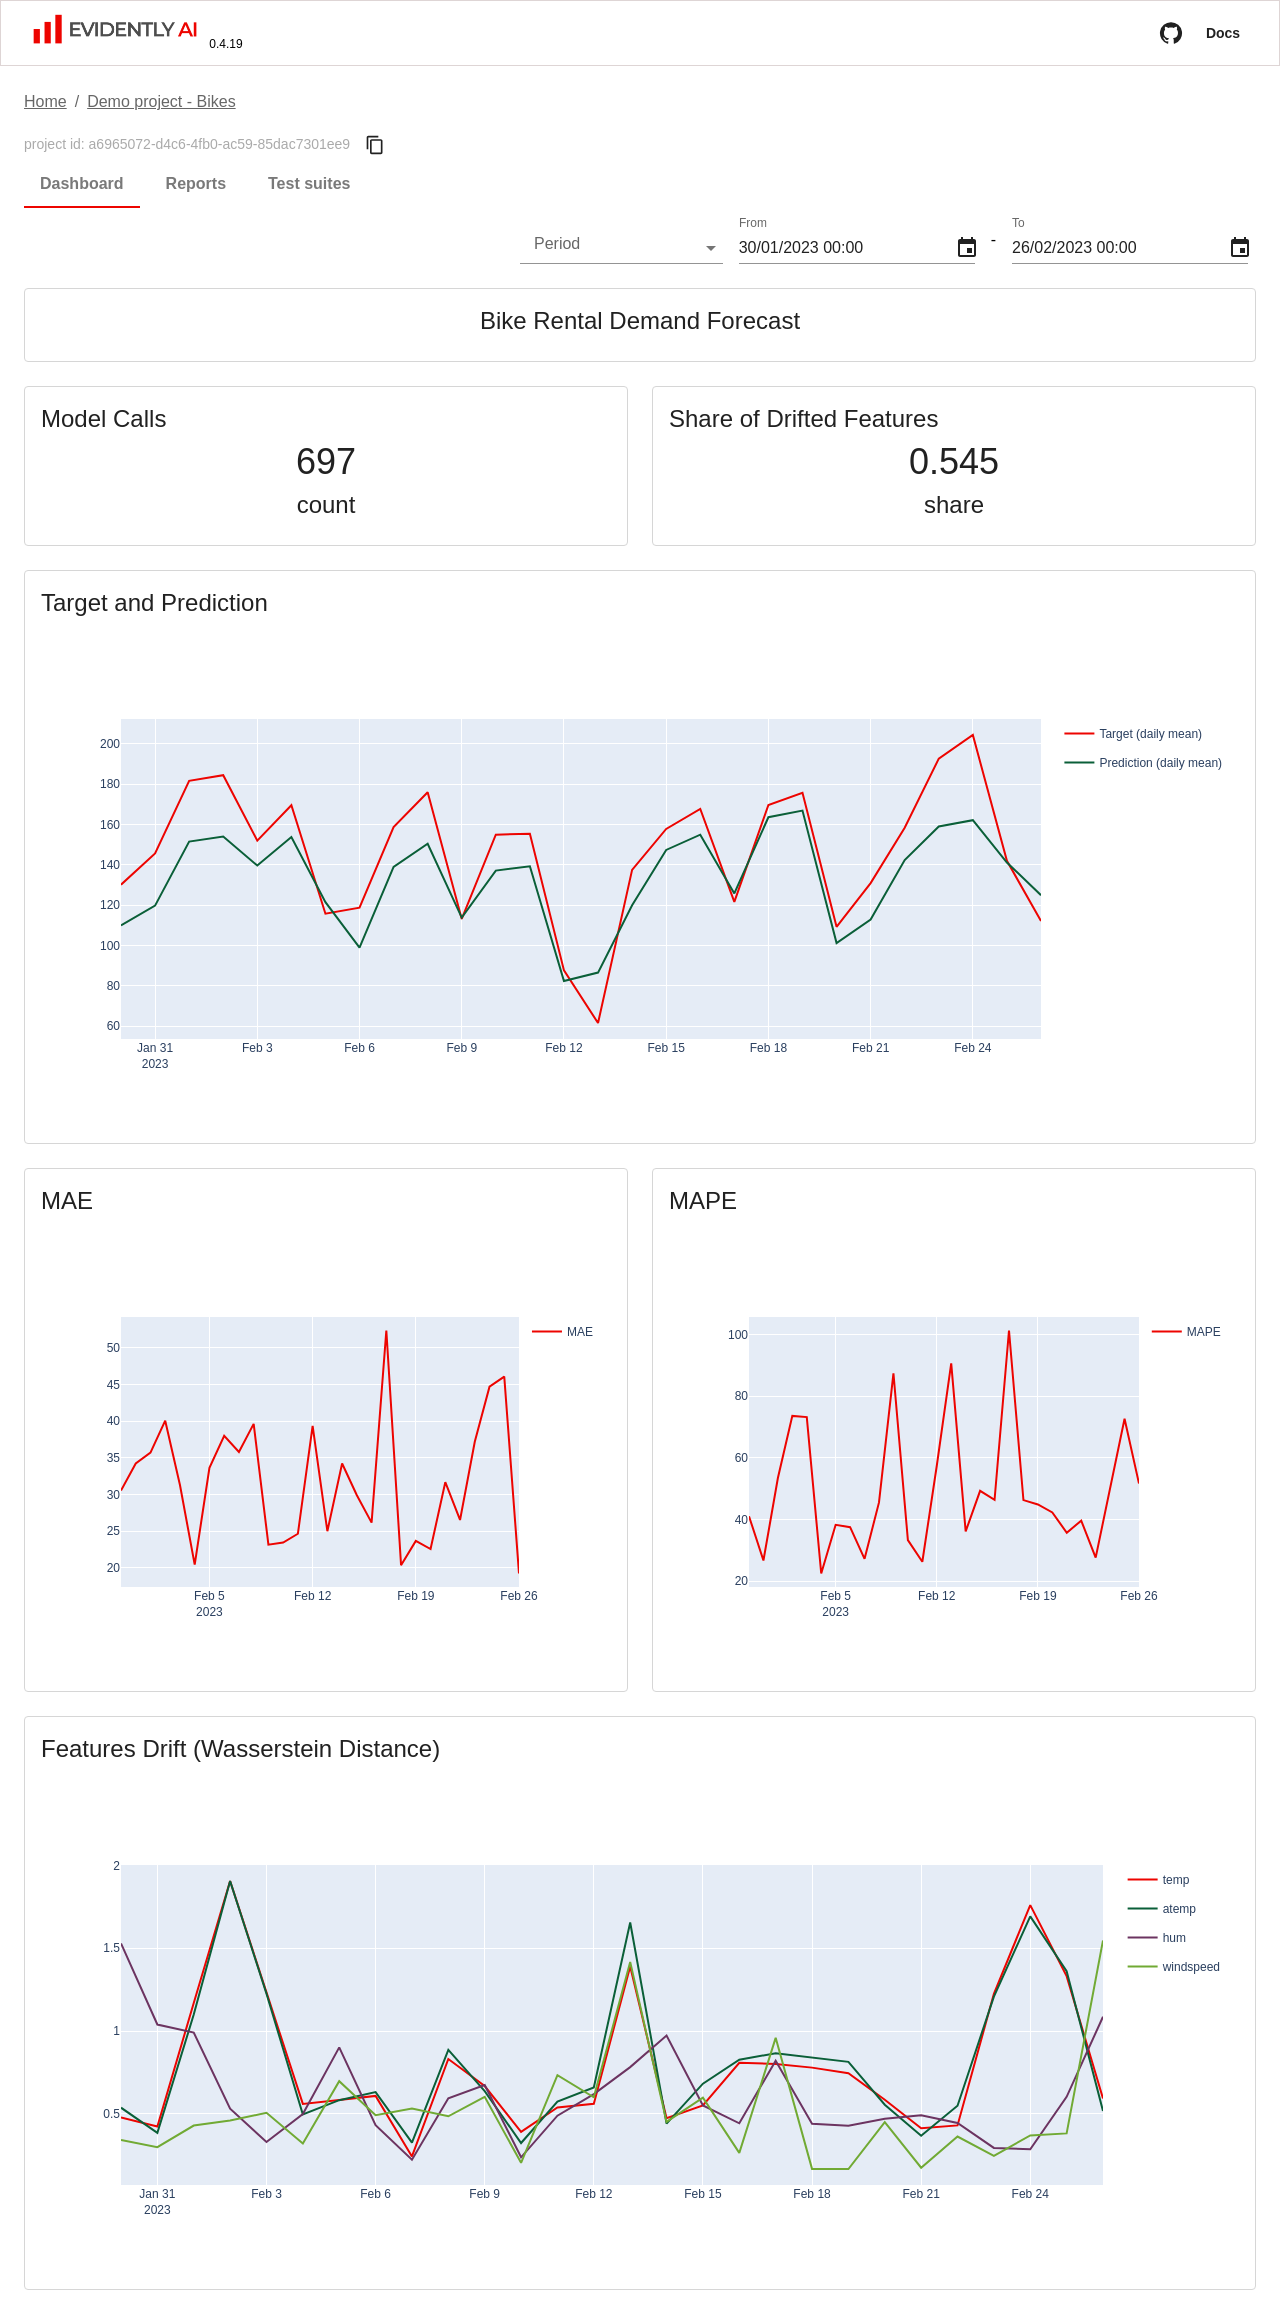 EVIDENTLY AI 0.4.19
Docs
Home / Demo project - Bikes
project id: a6965072-d4c6-4fb0-ac59-85dac7301ee9
Dashboard Reports Test suites
Period
From
30/01/2023 00:00
-
To
26/02/2023 00:00
Bike Rental Demand Forecast
Model Calls
697
count
Share of Drifted Features
0.545
share
Target and Prediction
200
180
160
140
120
100
80
60
Jan 31 Feb 3 Feb 6 Feb 9 Feb 12 Feb 15 Feb 18 Feb 21 Feb 24
2023
Target (daily mean)
Prediction (daily mean)
MAE
50
45
40
35
30
25
20
Feb 5 Feb 12 Feb 19 Feb 26
2023
MAE
MAPE
100
80
60
40
20
Feb 5 Feb 12 Feb 19 Feb 26
2023
MAPE
Features Drift (Wasserstein Distance)
2
1.5
1
0.5
Jan 31 Feb 3 Feb 6 Feb 9 Feb 12 Feb 15 Feb 18 Feb 21 Feb 24
2023
temp
atemp
hum
windspeed